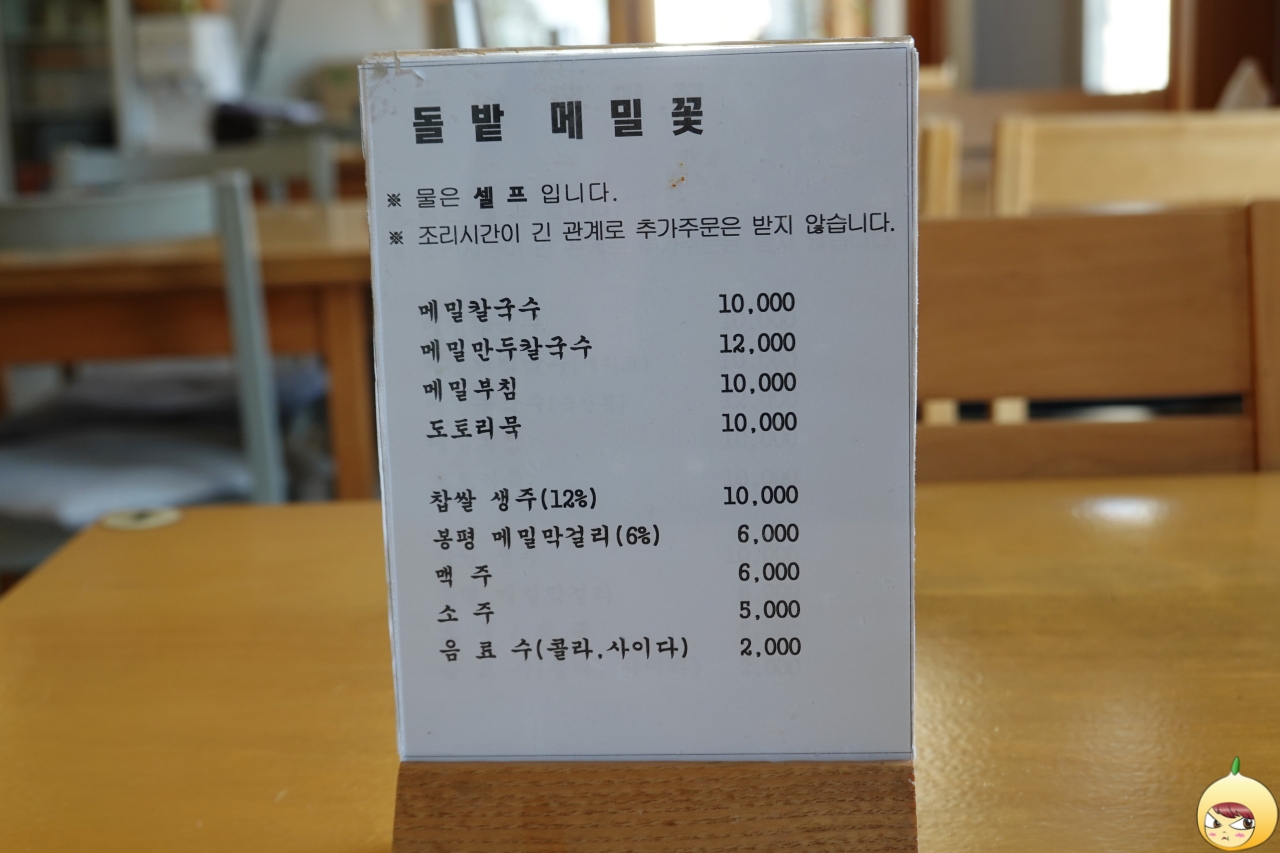 돌밭 메밀꽃
※ 물은 셀프 입니다.
※ 조리시간이 긴 관계로 추가주문은 받지 않습니다.
메밀칼국수 10,000
메밀만두칼국수 12,000
메밀부침 10,000
도토리묵 10,000
찹쌀 생주(12%) 10,000
봉평 메밀막걸리(6%) 6,000
맥 주 6,000
소 주 5,000
음 료 수(콜라,사이다) 2,000